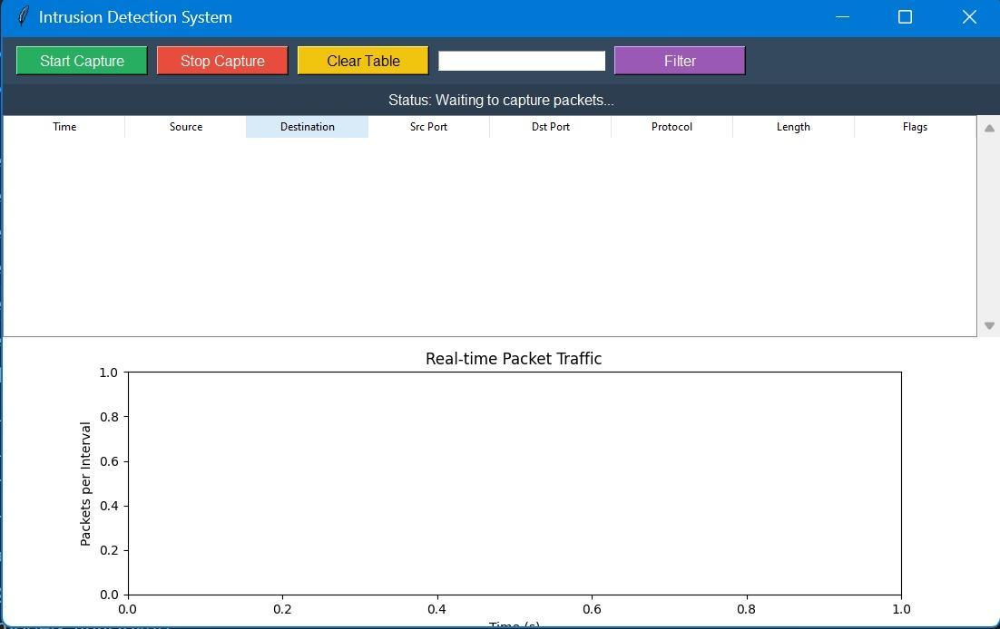 Intrusion Detection System
Start Capture Stop Capture Clear Table Filter
Status: Waiting to capture packets...
Time Source Destination Src Port Dst Port Protocol Length Flags
Real-time Packet Traffic
1.0
0.8
0.6
0.4
0.2
0.0
Packets per Interval
0.0 0.2 0.4 0.6 0.8 1.0
Time (s)